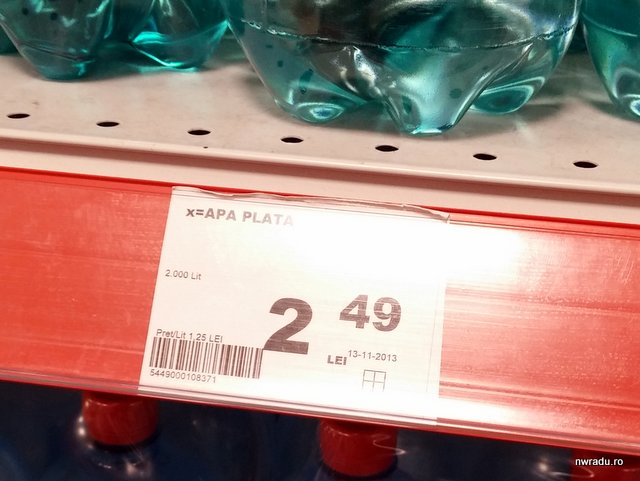 x=APA PLATA
2.000 Lit
2 49
Pret/Lit 1.25 LEI
LEI 13-11-2013
5449000108371
nwradu.ro